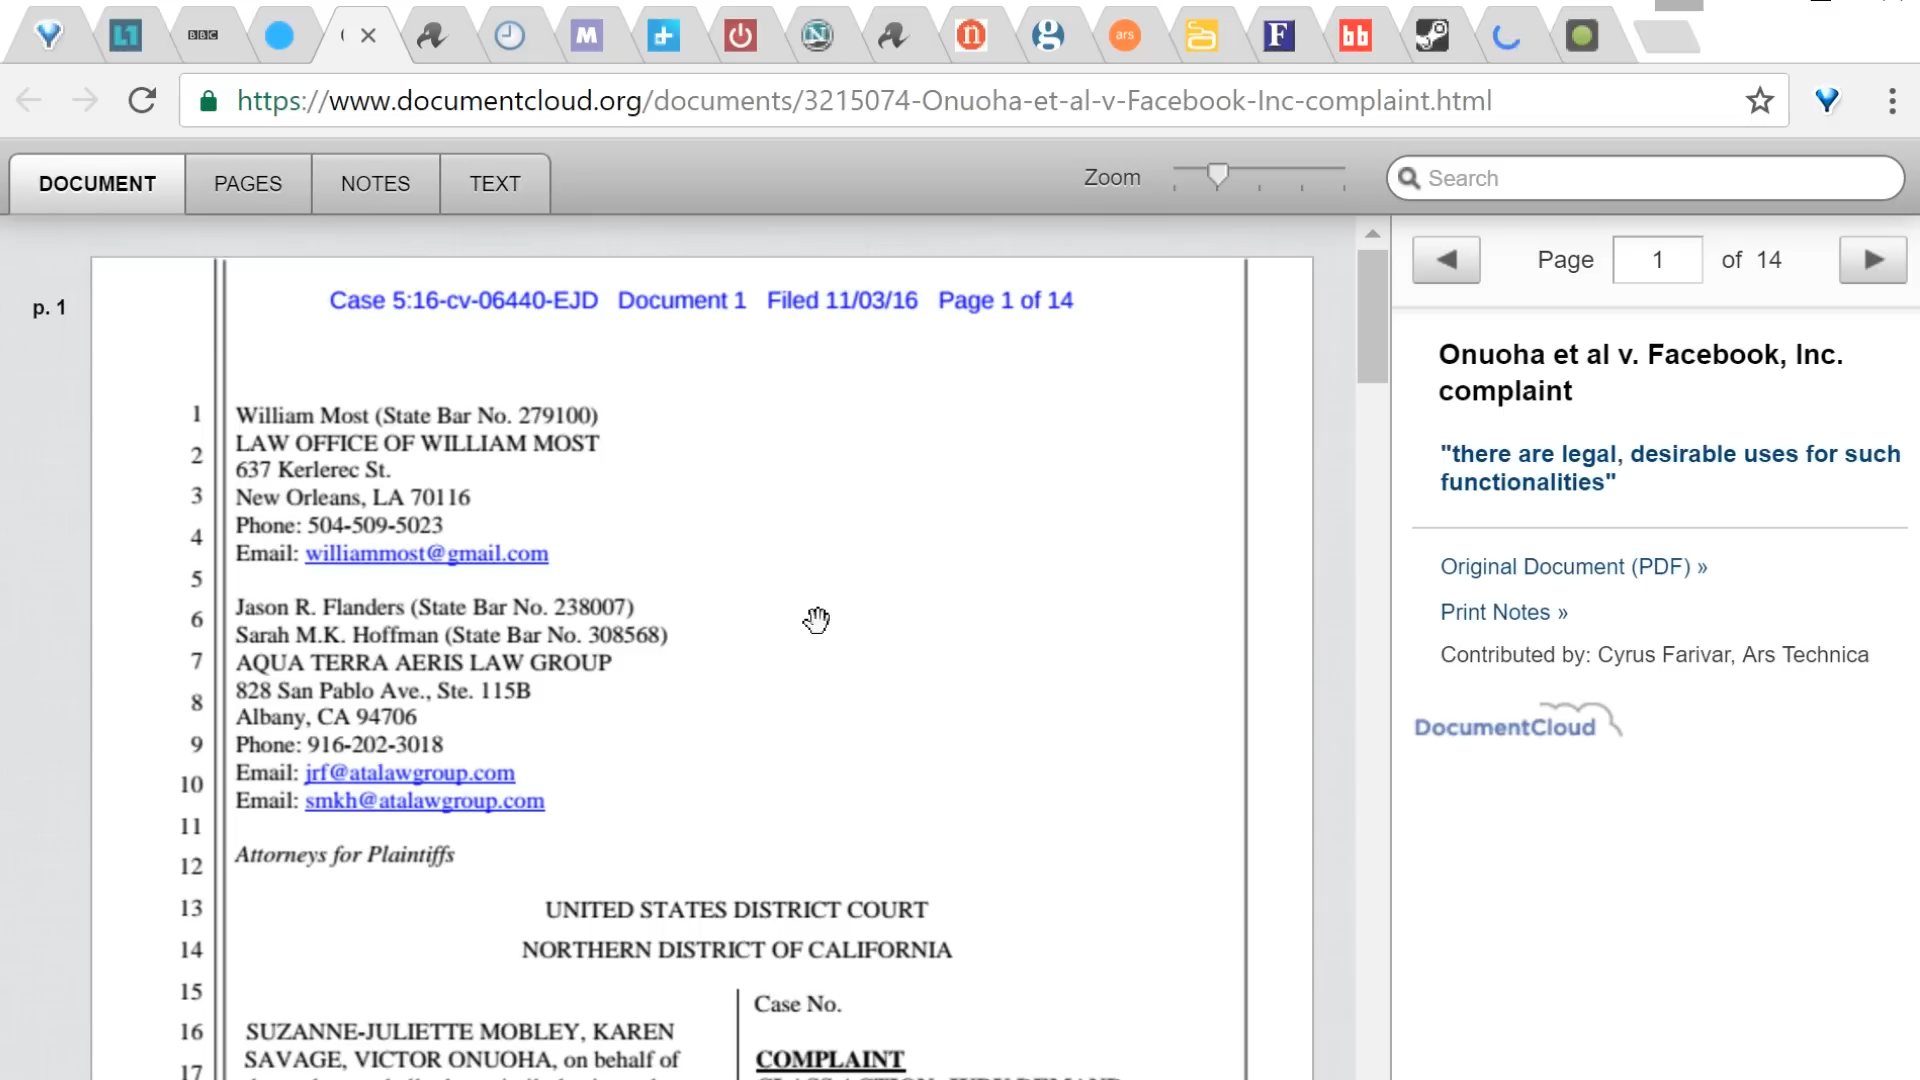 BBC
M
ars
F
bb
https://www.documentcloud.org/documents/3215074-Onuoha-et-al-v-Facebook-Inc-complaint.html
DOCUMENT
PAGES
NOTES
TEXT
Zoom
Search
Page 1 of 14
p. 1
Case 5:16-cv-06440-EJD Document 1 Filed 11/03/16 Page 1 of 14
1
2
3
4
5
6
7
8
9
10
11
12
13
14
15
16
17
William Most (State Bar No. 279100)
LAW OFFICE OF WILLIAM MOST
637 Kerlerec St.
New Orleans, LA 70116
Phone: 504-509-5023
Email: williammost@gmail.com
Jason R. Flanders (State Bar No. 238007)
Sarah M.K. Hoffman (State Bar No. 308568)
AQUA TERRA AERIS LAW GROUP
828 San Pablo Ave., Ste. 115B
Albany, CA 94706
Phone: 916-202-3018
Email: jrf@atalawgroup.com
Email: smkh@atalawgroup.com
Attorneys for Plaintiffs
UNITED STATES DISTRICT COURT
NORTHERN DISTRICT OF CALIFORNIA
SUZANNE-JULIETTE MOBLEY, KAREN
SAVAGE, VICTOR ONUOHA, on behalf of
Case No.
COMPLAINT
Onuoha et al v. Facebook, Inc.
complaint
"there are legal, desirable uses for such
functionalities"
Original Document (PDF) »
Print Notes »
Contributed by: Cyrus Farivar, Ars Technica
DocumentCloud